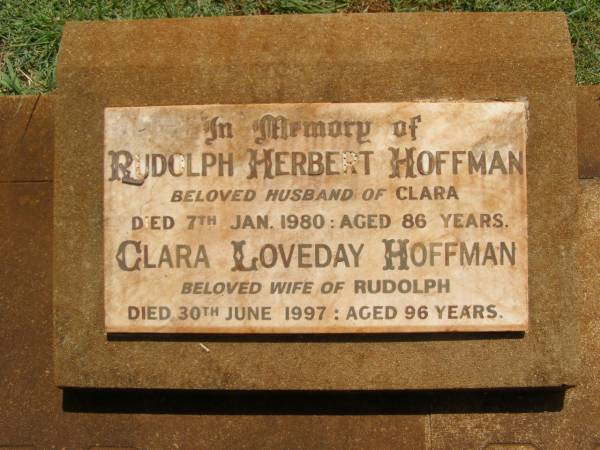 In Memory of
RUDOLPH HERBERT HOFFMAN
BELOVED HUSBAND OF CLARA
DIED 7TH JAN. 1980 : AGED 86 YEARS.
CLARA LOVEDAY HOFFMAN
BELOVED WIFE OF RUDOLPH
DIED 30TH JUNE 1997 : AGED 96 YEARS.